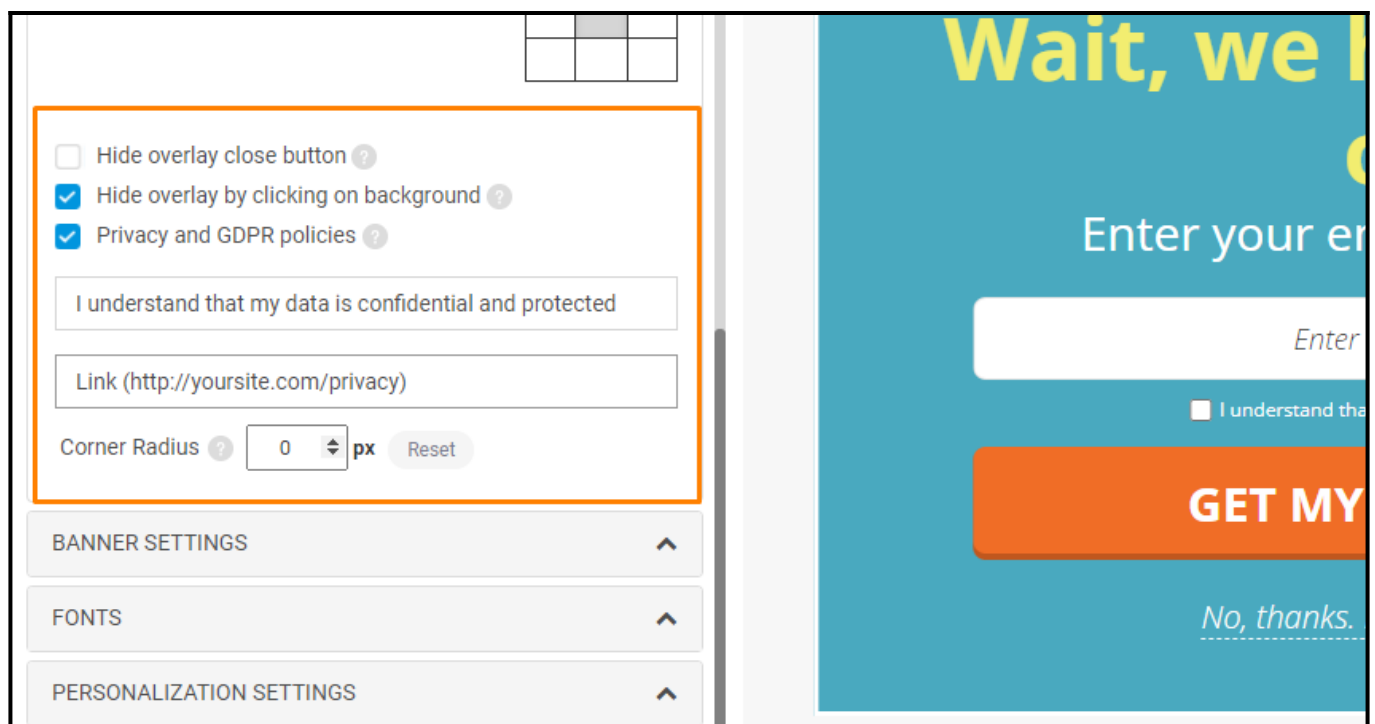 Hide overlay close button ?
Hide overlay by clicking on background ?
Privacy and GDPR policies ?
I understand that my data is confidential and protected
Link (http://yoursite.com/privacy)
Corner Radius ? 0 px Reset
BANNER SETTINGS
FONTS
PERSONALIZATION SETTINGS
Wait, we
Enter your
Enter
I understand
GET MY
No, thanks.